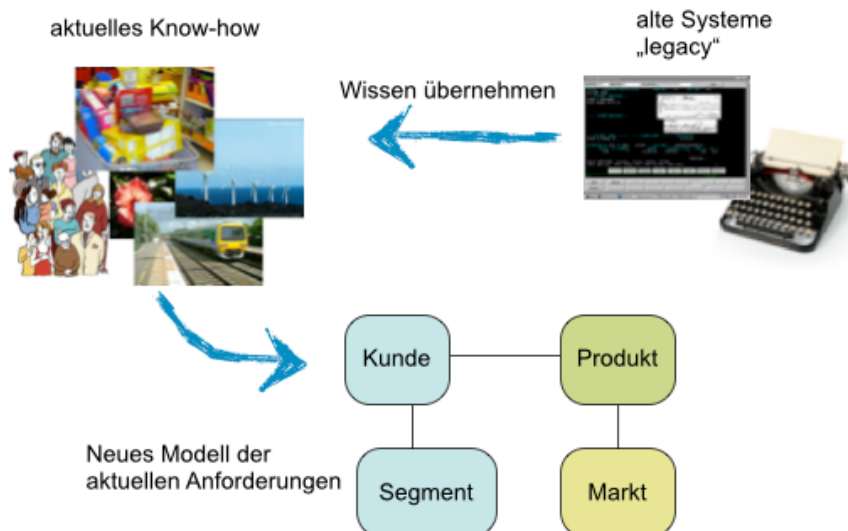 aktuelles Know-how
alte Systeme
„legacy“
Wissen übernehmen
Kunde
Produkt
Neues Modell der
aktuellen Anforderungen
Segment
Markt